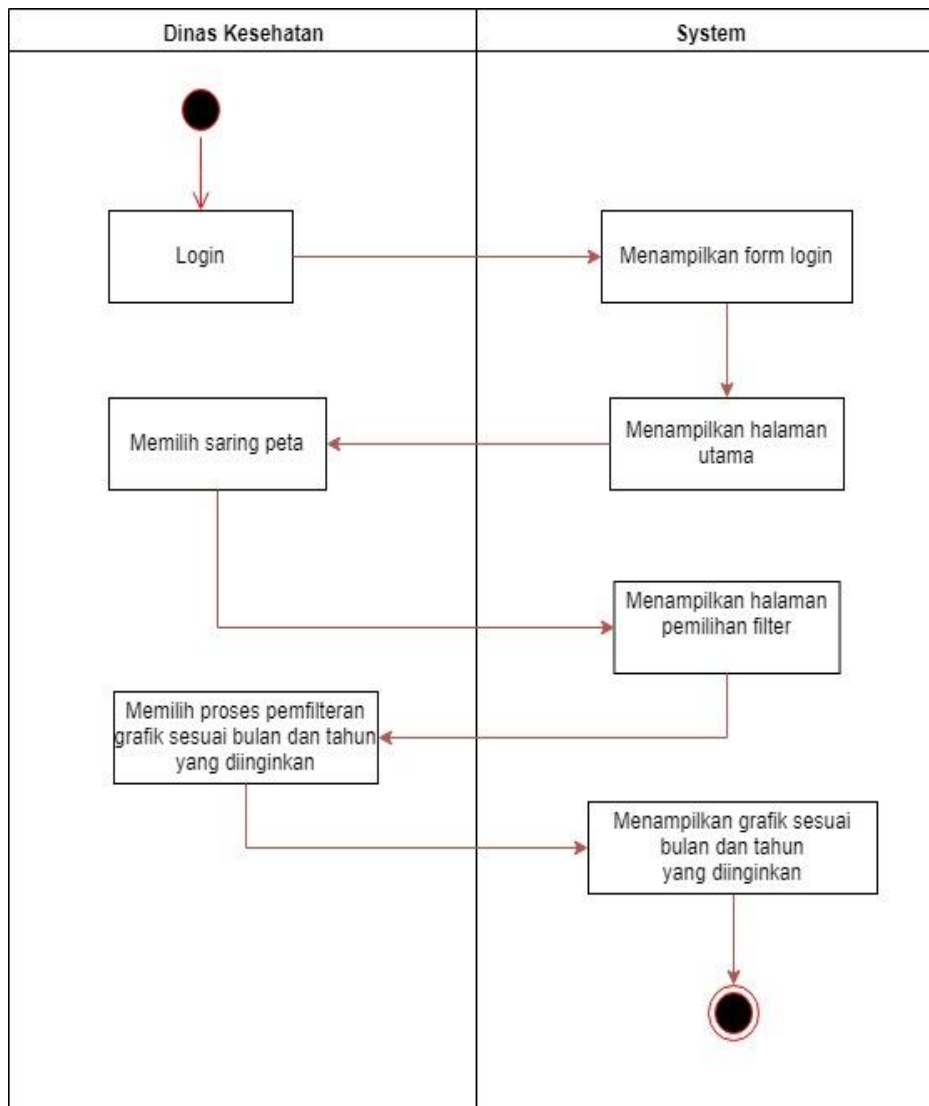 Dinas Kesehatan
System
Login
Menampilkan form login
Menampilkan halaman
utama
Memilih saring peta
Menampilkan halaman
pemilihan filter
Memilih proses pemfilteran
grafik sesuai bulan dan tahun
yang diinginkan
Menampilkan grafik sesuai
bulan dan tahun
yang diinginkan